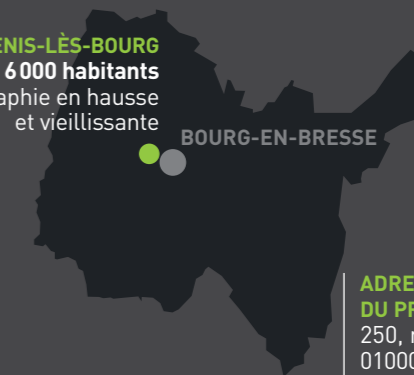 ENIS-LÈS-BOURG
6 000 habitants
aphie en hausse
et vieillissante
BOURG-EN-BRESSE
ADRE
DU PR
250, r
01000